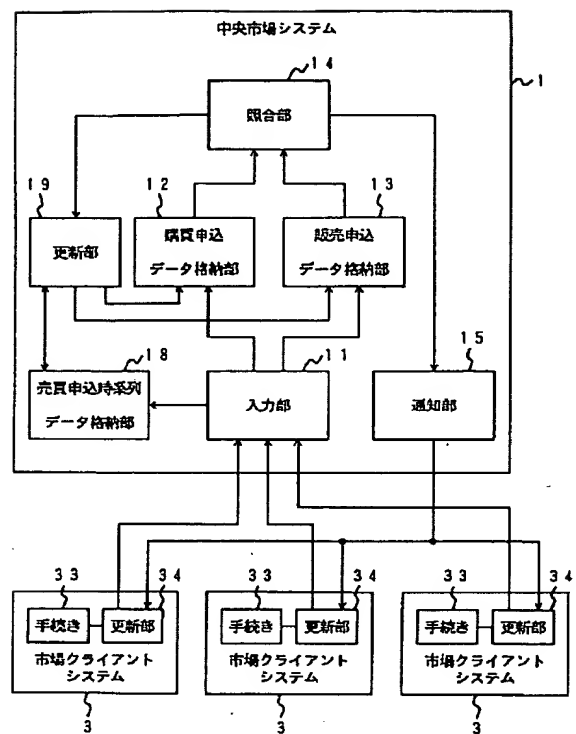 中央市場システム
14
1
照合部
19
12
13
更新部
購買申込
データ格納部
販売申込
データ格納部
18
11
15
売買申込時系列
データ格納部
入力部
通知部
33
34
33
34
33
34
手続き
更新部
手続き
更新部
手続き
更新部
市場クライアント
システム
市場クライアント
システム
市場クライアント
システム
3
3
3